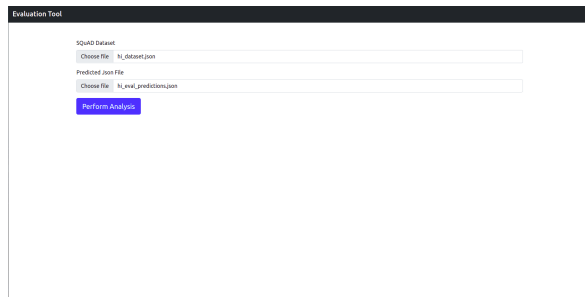 Evaluation Tool
SQuAD Dataset
Choose file hi_dataset.json
Predicted Json File
Choose file hi_eval_predictions.json
Perform Analysis